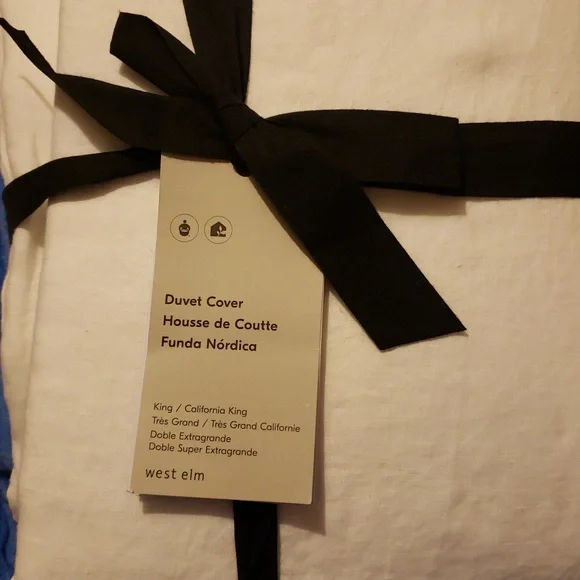 Duvet Cover
Housse de Coutte
Funda Nórdica
King / California King
Très Grand / Très Grand Californie
Doble Extragrande
Doble Super Extragrande
west elm